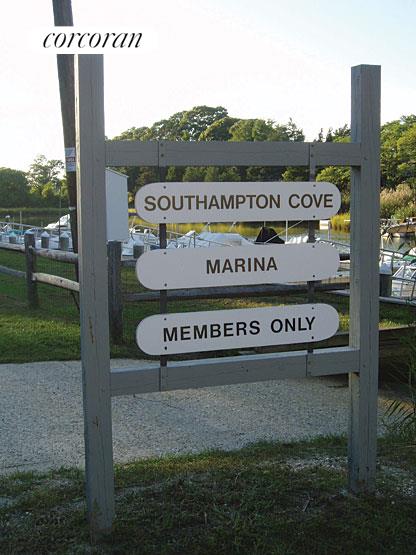 corcoran
SOUTHAMPTON COVE
MARINA
MEMBERS ONLY